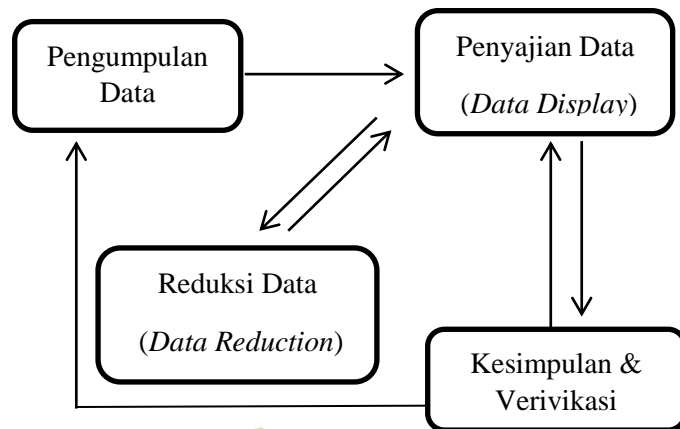 Pengumpulan
Data
Penyajian Data
(Data Display)
Reduksi Data
(Data Reduction)
Kesimpulan &
Verivikasi